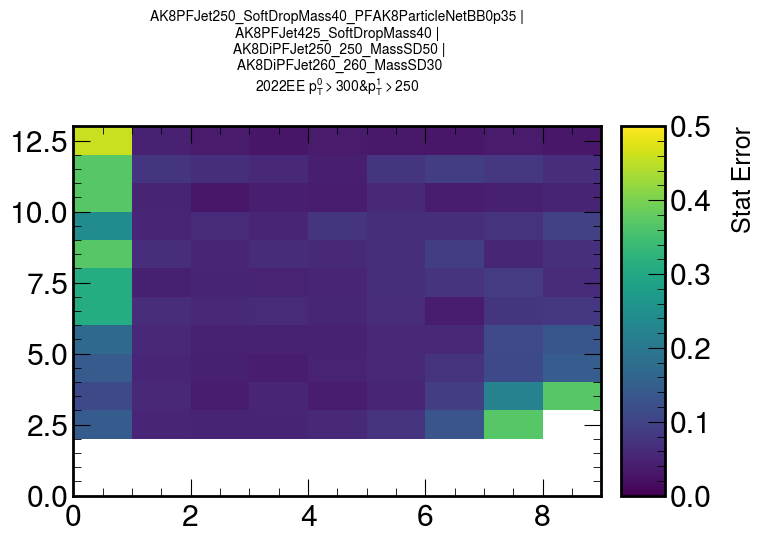 AK8PFJet250_SoftDropMass40_PFAK8ParticleNetBB0p35 |
AK8PFJet425_SoftDropMass40 |
AK8DiPFJet250_250_MassSD50 |
AK8DiPFJet260_260_MassSD30
2022EE p_T^0 > 300&p_T^1 > 250
12.5
10.0
7.5
5.0
2.5
0.0
0 2 4 6 8
0.5
0.4
0.3
0.2
0.1
0.0
Stat Error